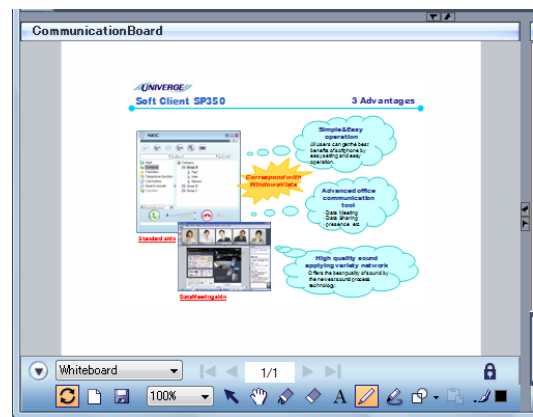 CommunicationBoard
UNIVERGE
Soft Client SP350
3 Advantages
NEC
Simple&Easy
operation
All users can get the best
benefits of softphone by
easy setting and easy
operation.
Correspond with
WindowsVista
Advanced office
communication
tool
Data Meeting
Data Sharing
presence etc
Standard skin
High quality sound
applying variety network
Offers the best quality of sound by
the newest sound process
technology.
DataMeeting skin
Whiteboard
1/1
100%
A